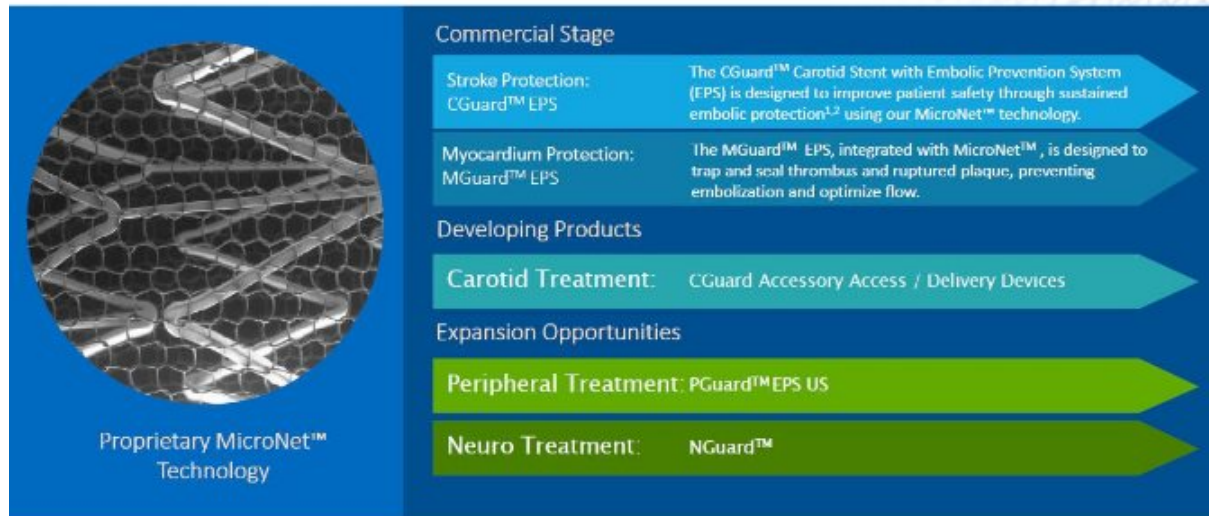 Commercial Stage
Stroke Protection:
CGuard™ EPS
The CGuard™ Carotid Stent with Embolic Prevention System
(EPS) is designed to improve patient safety through sustained
embolic protection¹,² using our MicroNet™ technology.
Myocardium Protection:
MGuard™ EPS
The MGuard™ EPS, integrated with MicroNet™ , is designed to
trap and seal thrombus and ruptured plaque, preventing
embolization and optimize flow.
Developing Products
Carotid Treatment: CGuard Accessory Access / Delivery Devices
Expansion Opportunities
Peripheral Treatment: PGuard™EPS US
Neuro Treatment: NGuard™
Proprietary MicroNet™
Technology